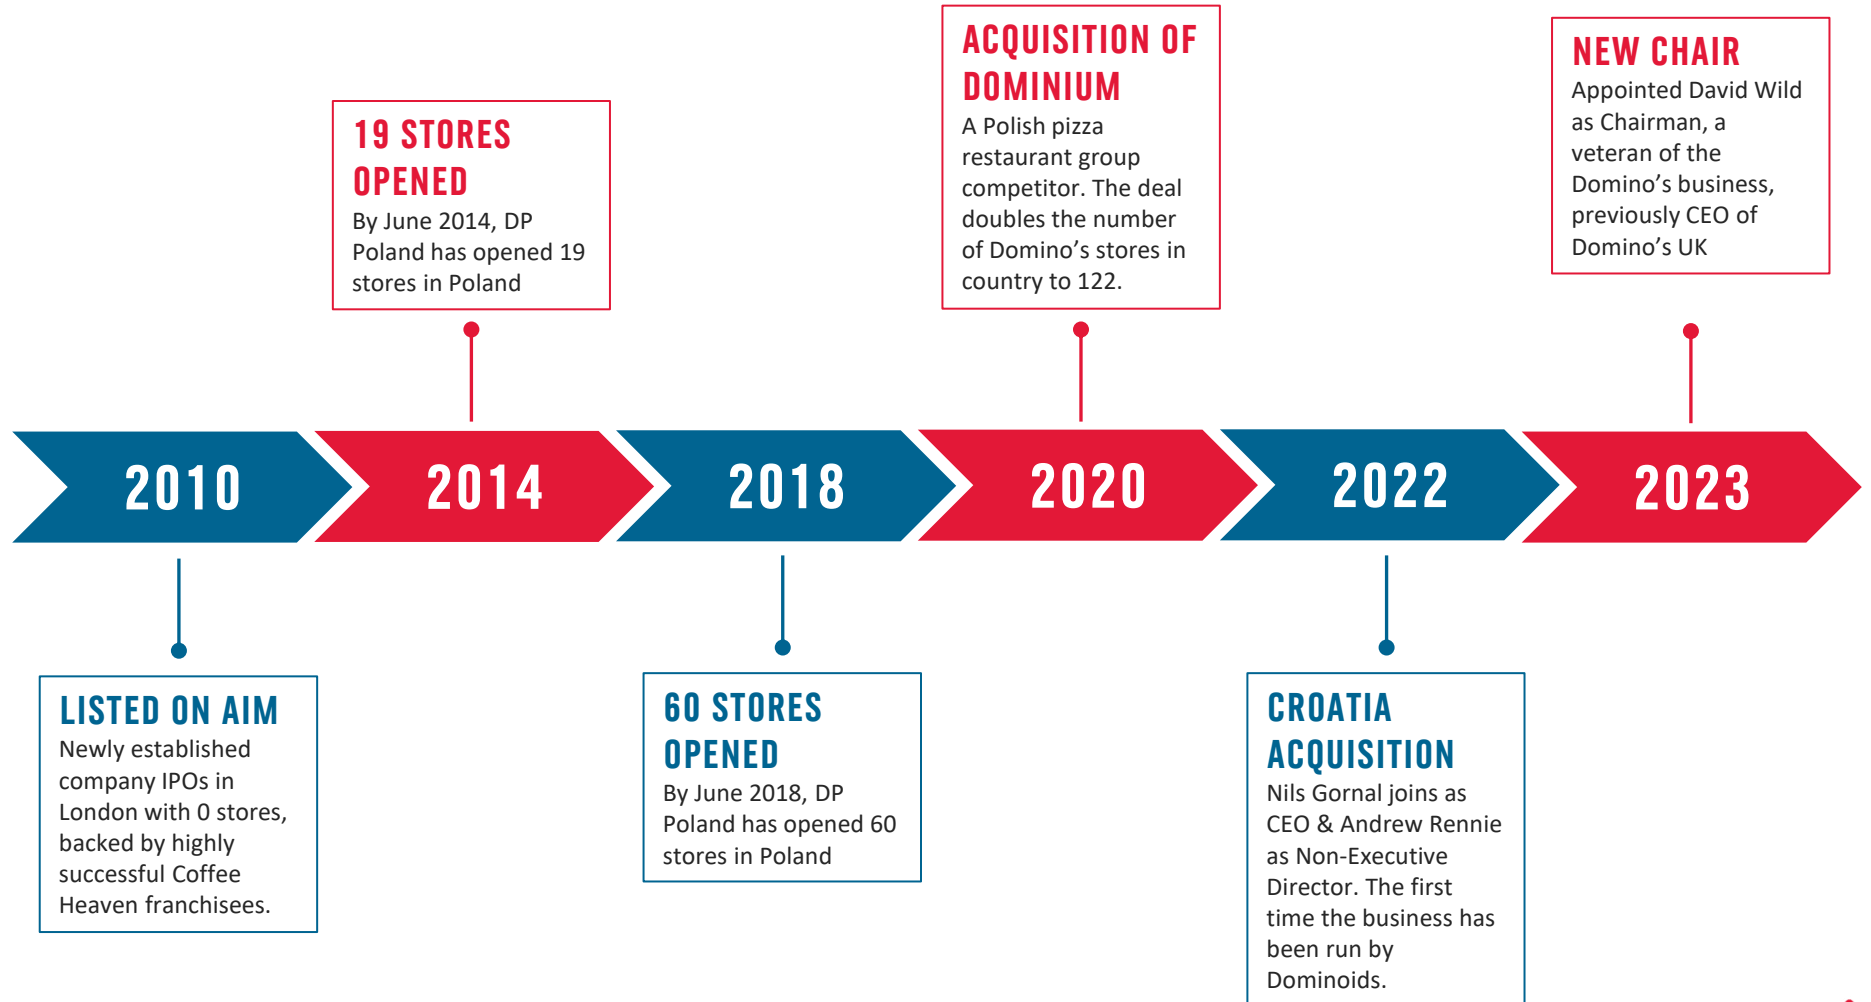 19 STORES
OPENED
By June 2014, DP
Poland has opened 19
stores in Poland
ACQUISITION OF
DOMINIUM
A Polish pizza
restaurant group
competitor. The deal
doubles the number
of Domino's stores in
country to 122.
NEW CHAIR
Appointed David Wild
as Chairman, a
veteran of the
Domino's business,
previously CEO of
Domino's UK
2010
2014
2018
2020
2022
2023
LISTED ON AIM
Newly established
company IPOs in
London with 0 stores,
backed by highly
successful Coffee
Heaven franchisees.
60 STORES
OPENED
By June 2018, DP
Poland has opened 60
stores in Poland
CROATIA
ACQUISITION
Nils Gornal joins as
CEO & Andrew Rennie
as Non-Executive
Director. The first
time the business has
been run by
Dominoids.